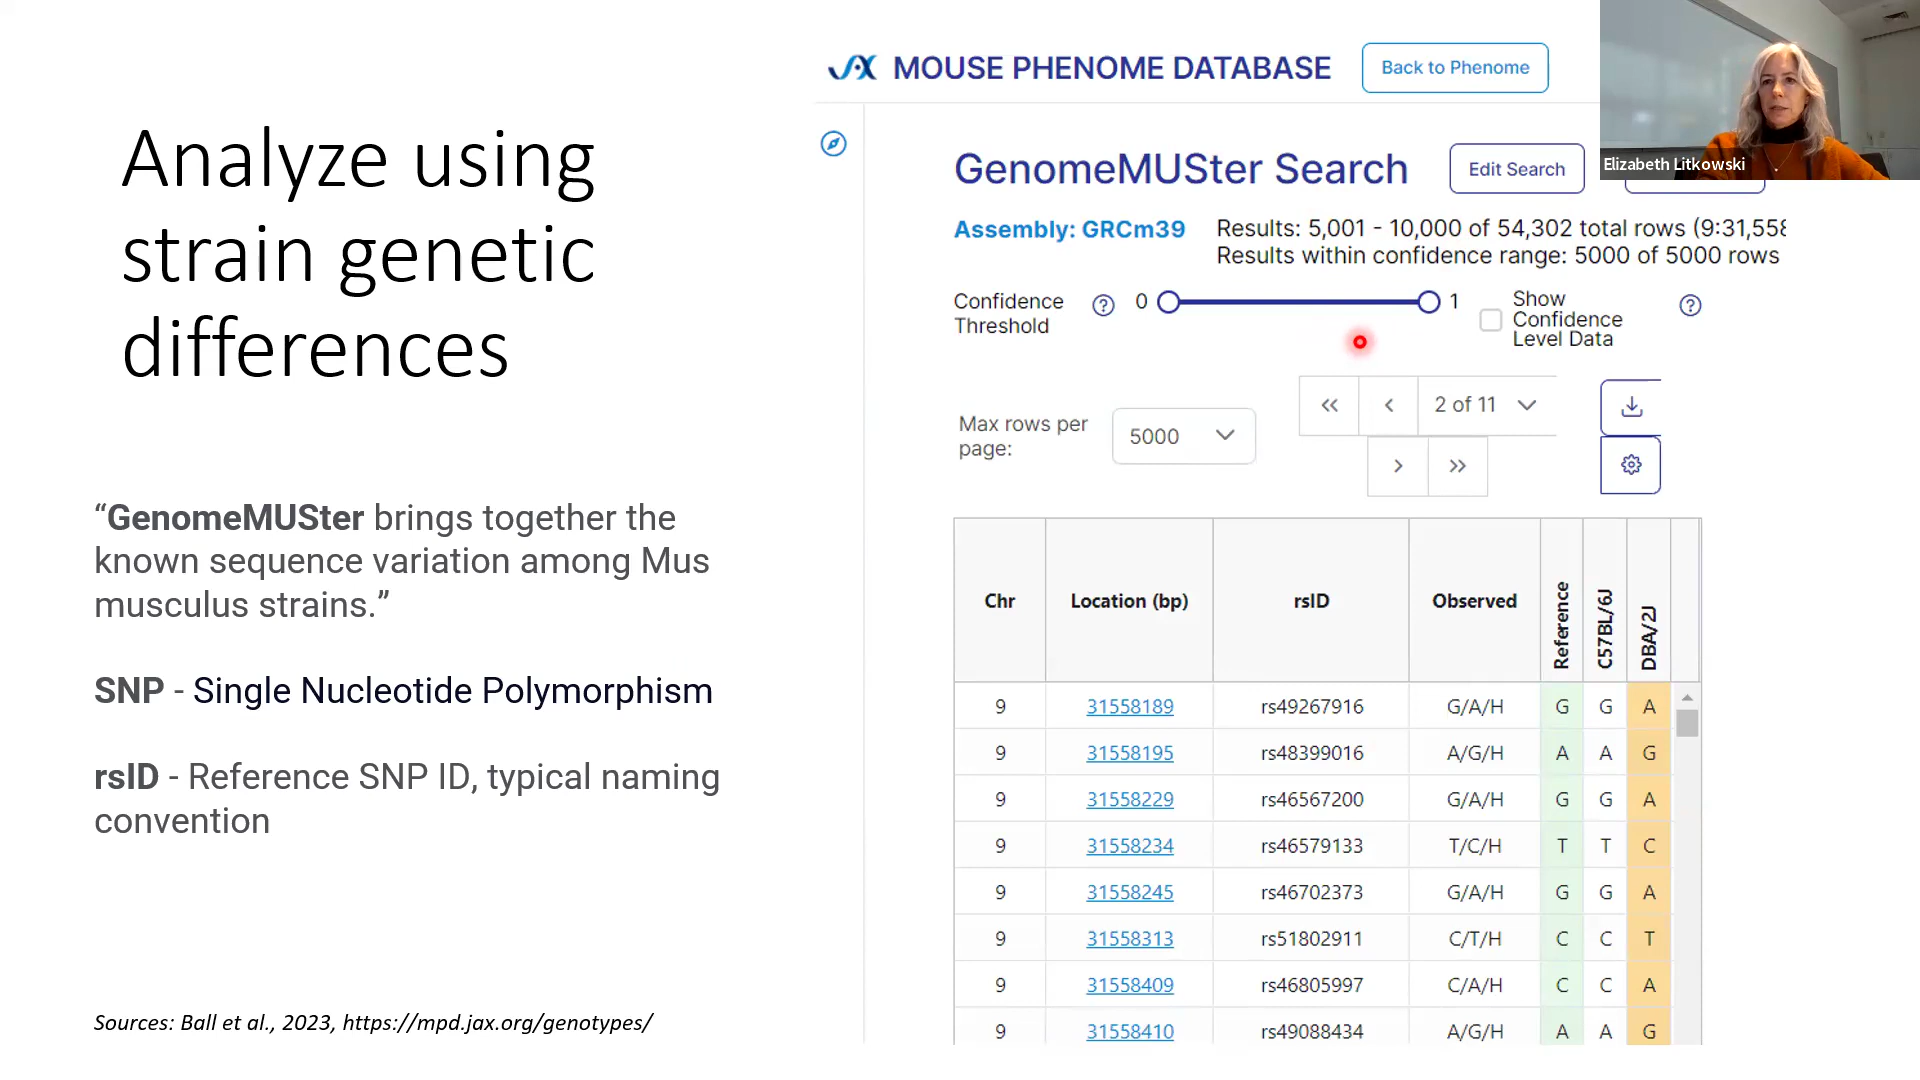 Analyze using
strain genetic
differences
“GenomeMUSter brings together the
known sequence variation among Mus
musculus strains.”
SNP - Single Nucleotide Polymorphism
rsID - Reference SNP ID, typical naming
convention
Sources: Ball et al., 2023, https://mpd.jax.org/genotypes/
JAX MOUSE PHENOME DATABASE Back to Phenome
GenomeMUSter Search Edit Search
Assembly: GRCm39 Results: 5,001 - 10,000 of 54,302 total rows (9:31,558
Results within confidence range: 5000 of 5000 rows
Confidence
Threshold
? 0 1
Show
Confidence
Level Data
?
Max rows per
page:
5000
<< < 2 of 11
> >>
Chr Location (bp) rsID Observed Reference C57BL/6J DBA/2J
9 31558189 rs49267916 G/A/H G G A
9 31558195 rs48399016 A/G/H A A G
9 31558229 rs46567200 G/A/H G G A
9 31558234 rs46579133 T/C/H T T C
9 31558245 rs46702373 G/A/H G G A
9 31558313 rs51802911 C/T/H C C T
9 31558409 rs46805997 C/A/H C C A
9 31558410 rs49088434 A/G/H A A G
Elizabeth Litkowski